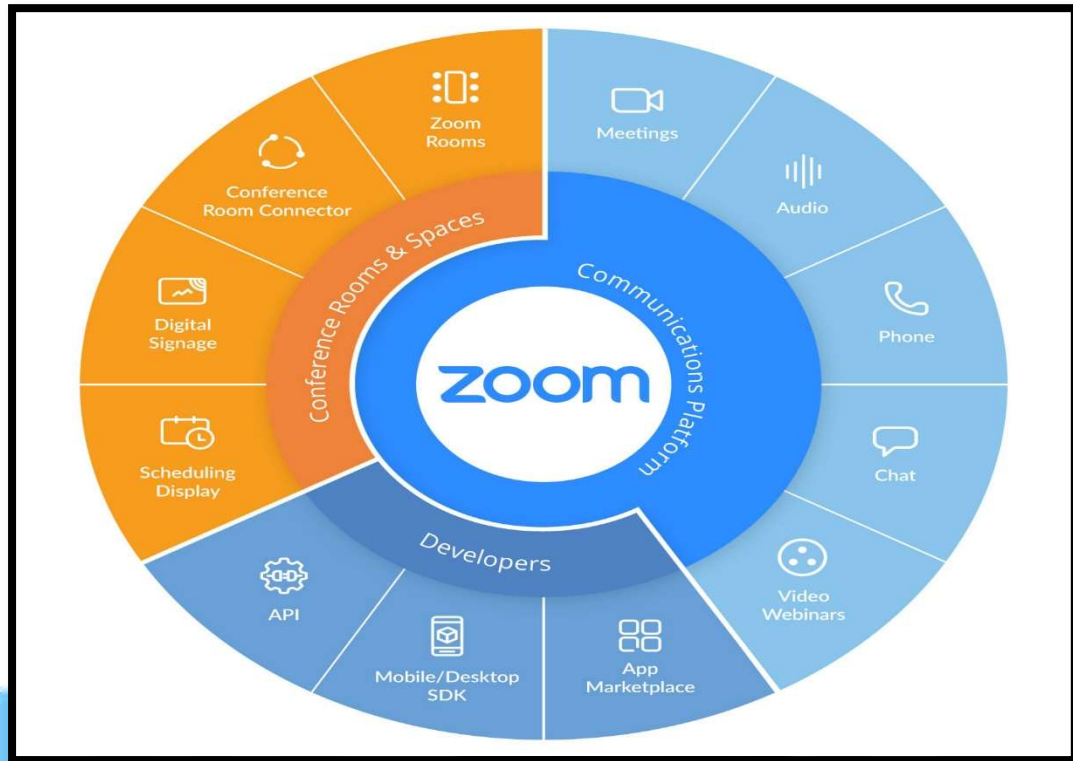 Zoom
Rooms
Meetings
Conference
Room Connector
Audio
Digital
Signage
Phone
Scheduling
Display
Chat
Conference Rooms & Spaces
Communications Platform
zoom
Developers
API
Mobile/Desktop
SDK
App
Marketplace
Video
Webinars